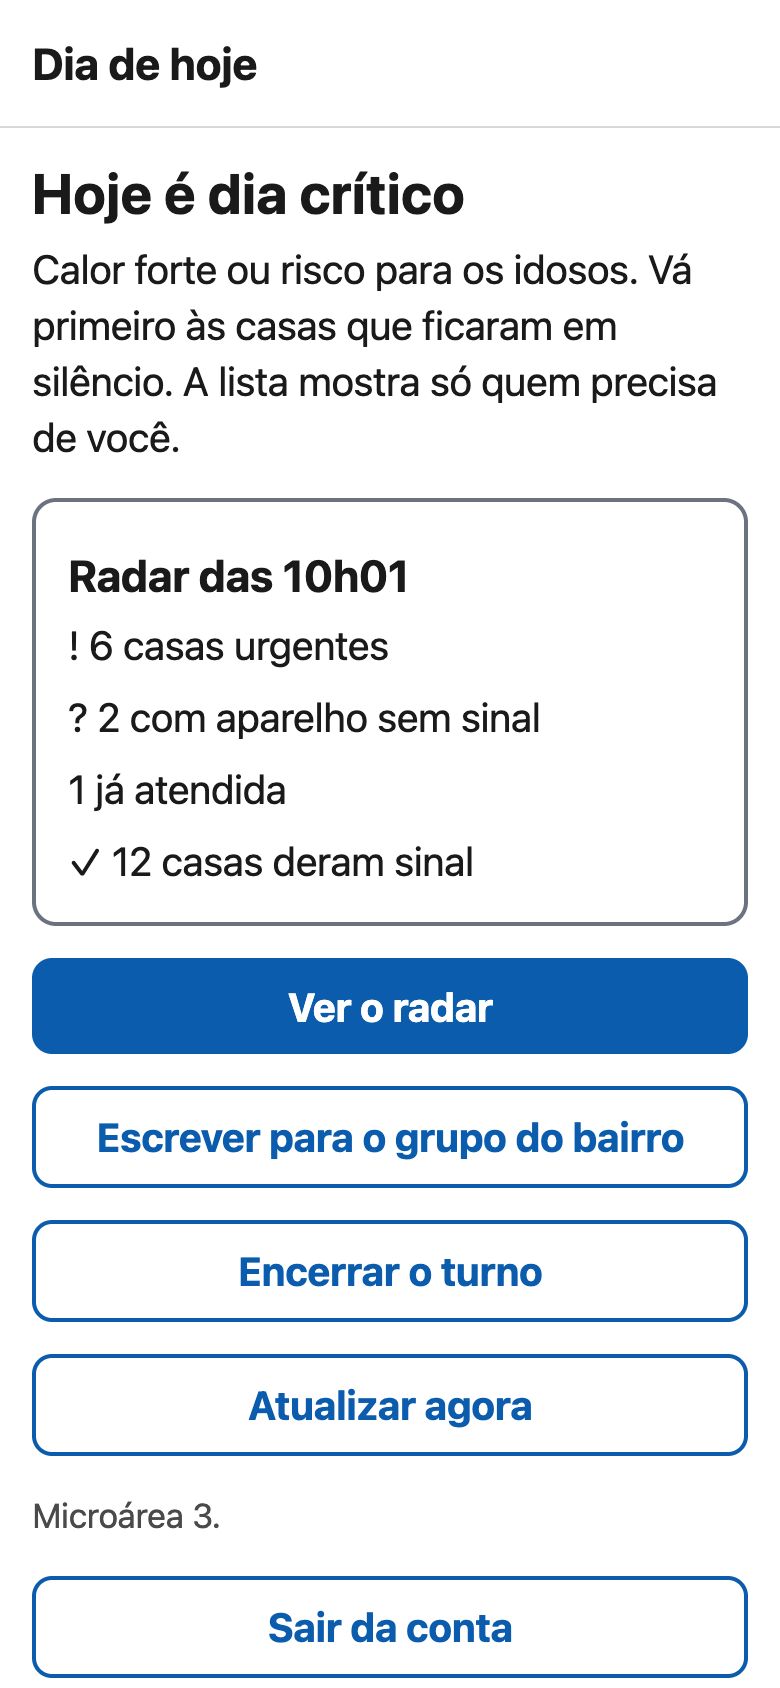 Dia de hoje
Hoje é dia crítico
Calor forte ou risco para os idosos. Vá
primeiro às casas que ficaram em
silêncio. A lista mostra só quem precisa
de você.
Radar das 10h01
! 6 casas urgentes
? 2 com aparelho sem sinal
1 já atendida
✓ 12 casas deram sinal
Ver o radar
Escrever para o grupo do bairro
Encerrar o turno
Atualizar agora
Microárea 3.
Sair da conta